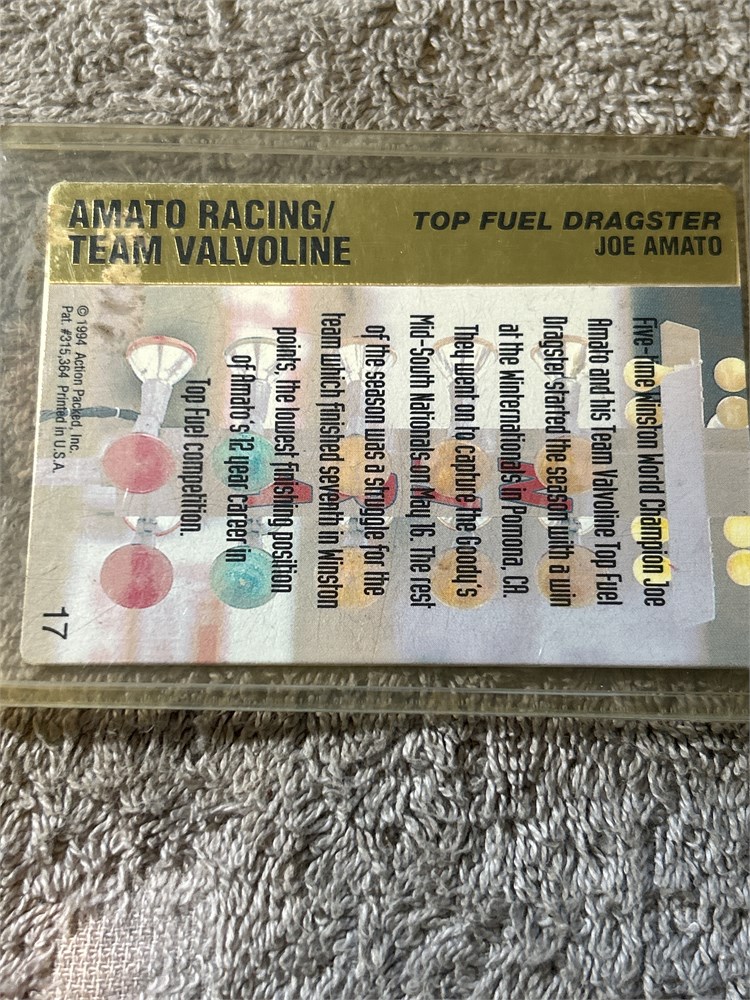 AMATO RACING/
TEAM VALVOLINE
TOP FUEL DRAGSTER
JOE AMATO
Five-time Winston World Champion Joe
Amato and his Team Valvoline Top Fuel
Dragster started the season with a win
at the Winternationals in Pomona, CA.
They went on to capture The Goody's
Mid-South Nationals on May 16. The rest
of the season was a struggle for the
team which finished seventh in Winston
points, the lowest finishing position
of Amato's 12 year career in
Top Fuel competition.
© 1994 Action Packed, Inc.
Pat. #315,364 Printed in U.S.A.
17